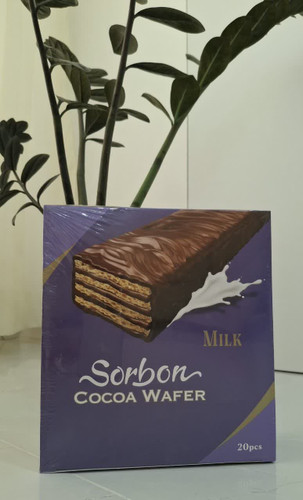 MILK
Sorbon
COCOA WAFER
20pcs